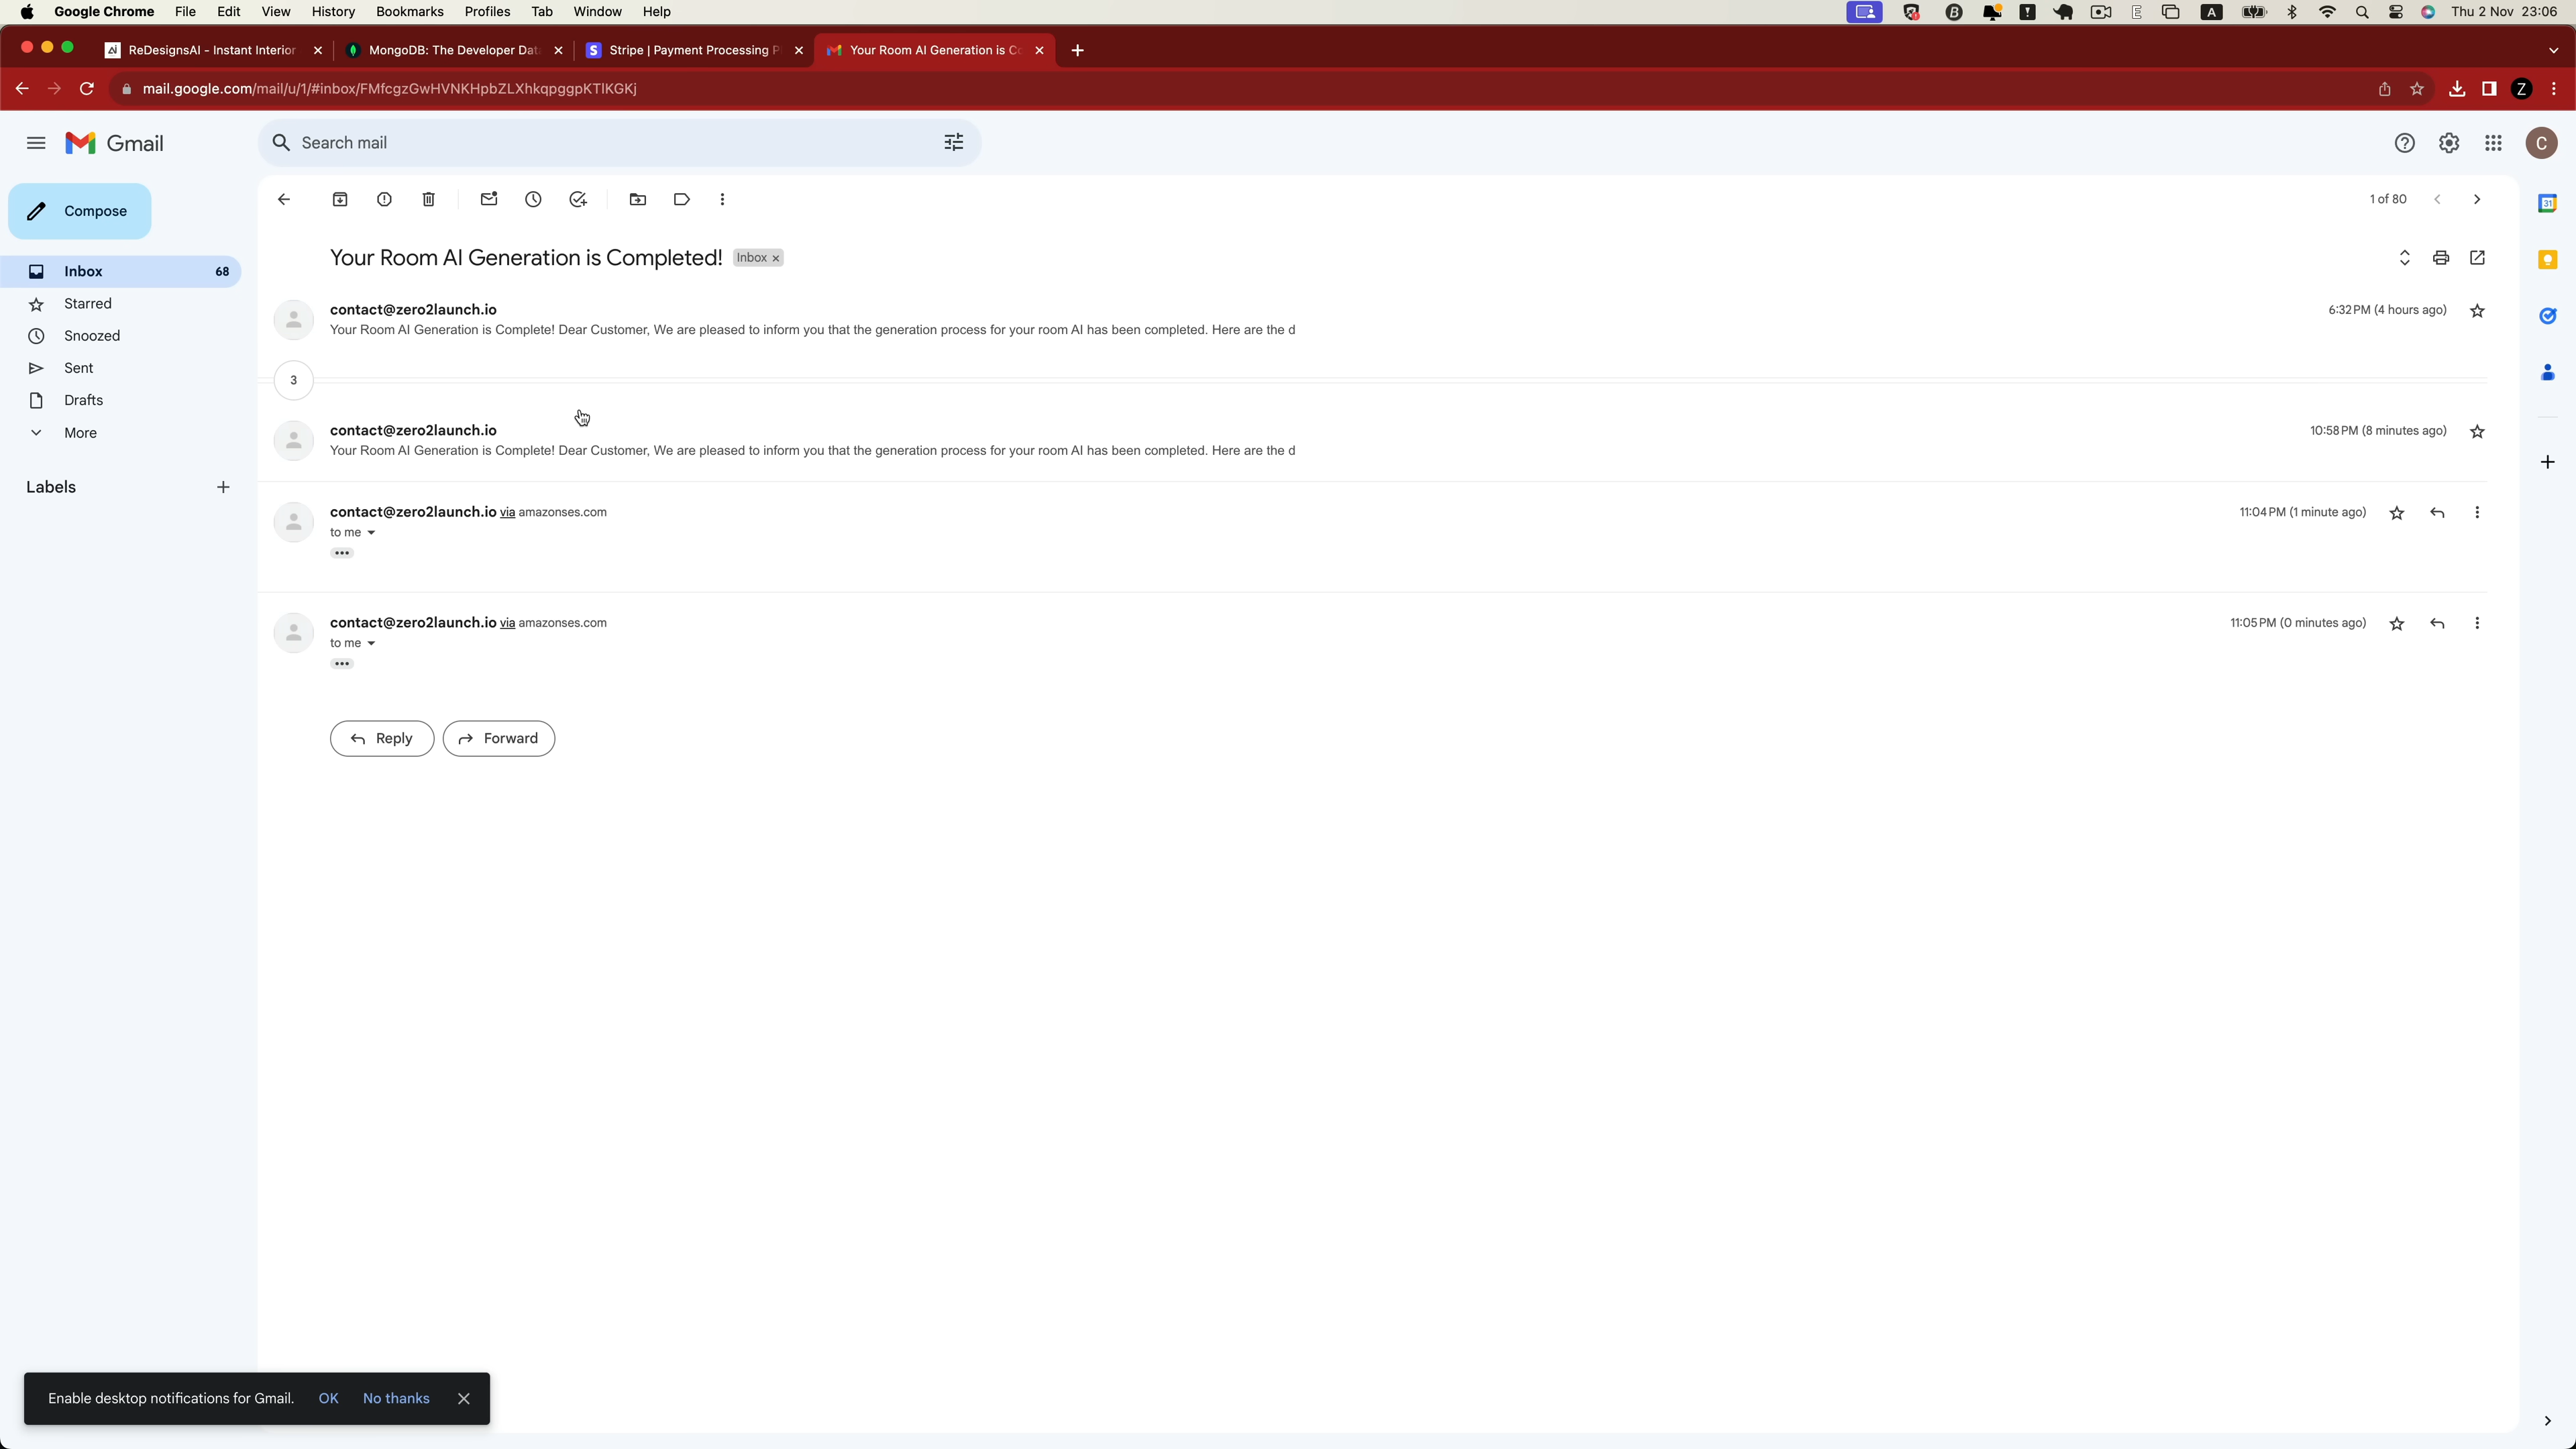 Google Chrome File Edit View History Bookmarks Profiles Tab Window Help
Thu 2 Nov 23:06
ReDesignsAI - Instant Interior
MongoDB: The Developer Dat
Stripe | Payment Processing P
Your Room AI Generation is Co
mail.google.com/mail/u/1/#inbox/FMfcgzGwHVNKHpbZLXhkqpggpKTlKGKj
Z
Gmail
Search mail
C
Compose
1 of 80
Inbox 68
Starred
Snoozed
Sent
Drafts
More
Labels
Your Room AI Generation is Completed! Inbox
contact@zero2launch.io 6:32 PM (4 hours ago)
Your Room AI Generation is Complete! Dear Customer, We are pleased to inform you that the generation process for your room AI has been completed. Here are the d
3
contact@zero2launch.io 10:58 PM (8 minutes ago)
Your Room AI Generation is Complete! Dear Customer, We are pleased to inform you that the generation process for your room AI has been completed. Here are the d
contact@zero2launch.io via amazonses.com 11:04 PM (1 minute ago)
to me
contact@zero2launch.io via amazonses.com 11:05 PM (0 minutes ago)
to me
Reply Forward
31
Enable desktop notifications for Gmail. OK No thanks